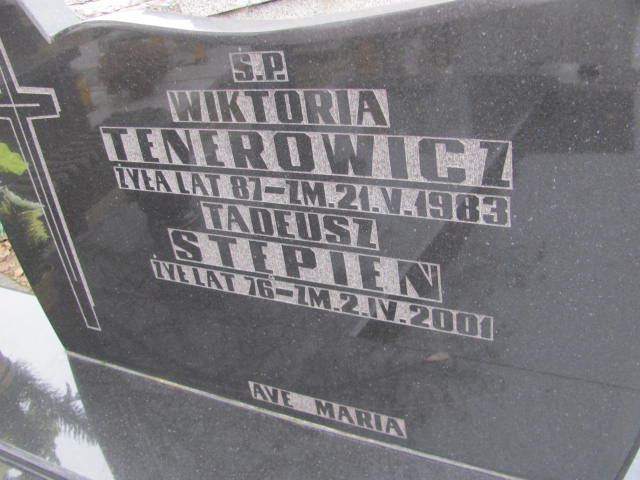 Ś.P.
WIKTORIA
TENEROWICZ
ŻYŁA LAT 87-ZM.21.V.1983
TADEUSZ
STĘPIEŃ
ŻYŁ LAT 76-ZM.2.IV.2001
AVE MARIA